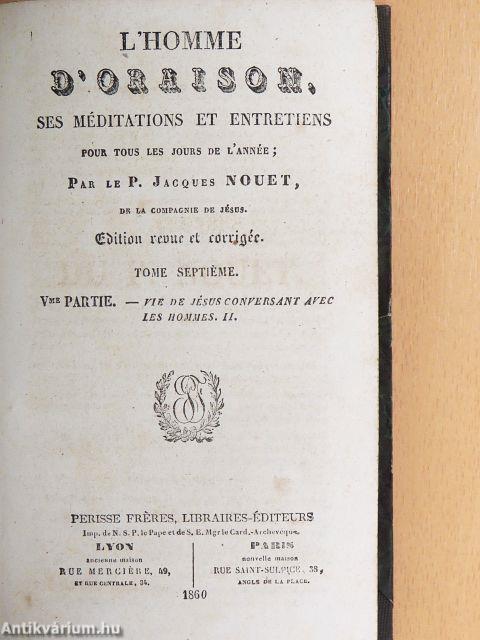 L'HOMME
D'ORAISON,
SES MÉDITATIONS ET ENTRETIENS
POUR TOUS LES JOURS DE L'ANNÉE ;
PAR LE P. JACQUES NOUET,
DE LA COMPAGNIE DE JÉSUS.
Edition revue et corrigée.
TOME SEPTIÈME.
Vme PARTIE. — VIE DE JÉSUS CONVERSANT AVEC
LES HOMMES. II.
PERISSE FRÈRES, LIBRAIRES-ÉDITEURS
Imp. de N. S. P. le Pape et de S. E. Mgr le Card.-Archevêque.
LYON
ancienne maison
RUE MERCIÈRE, 49,
ET RUE CENTRALE, 34.
PARIS
nouvelle maison
RUE SAINT-SULPICE, 38,
ANGLE DE LA PLACE.
1860
Antikvárium.hu